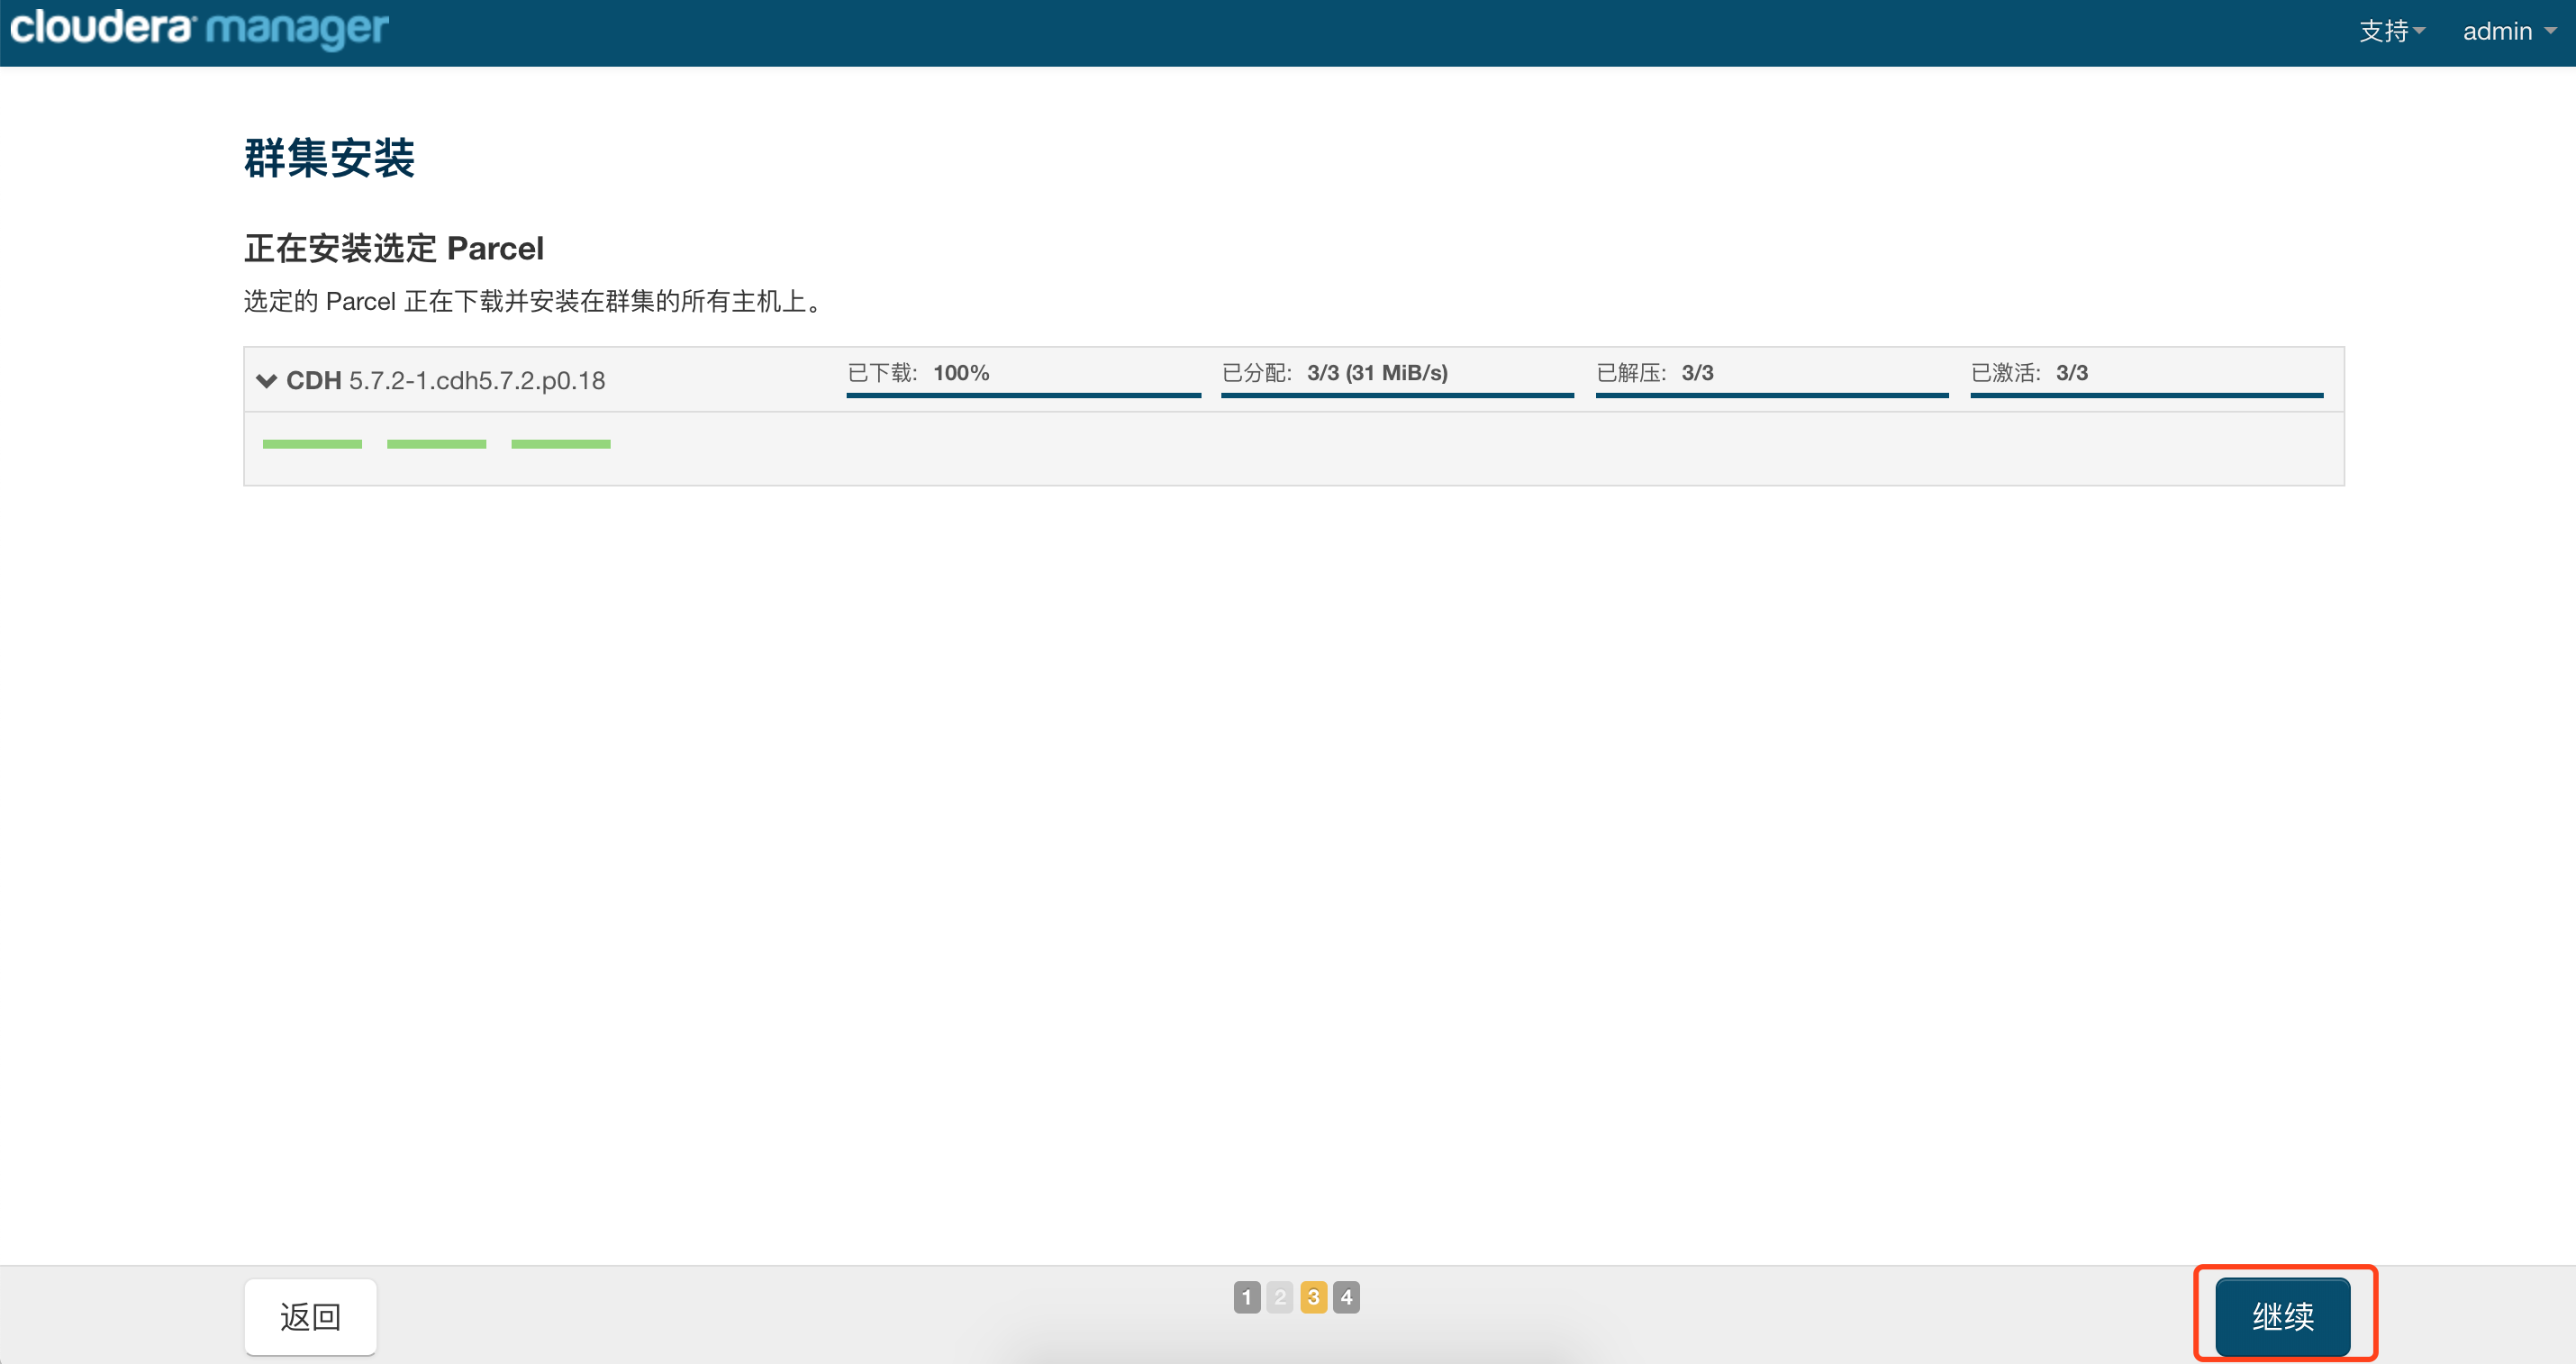 cloudera manager
支持 admin
群集安装
正在安装选定 Parcel
选定的 Parcel 正在下载并安装在群集的所有主机上。
CDH 5.7.2-1.cdh5.7.2.p0.18 已下载: 100% 已分配: 3/3 (31 MiB/s) 已解压: 3/3 已激活: 3/3
返回 1 2 3 4 继续